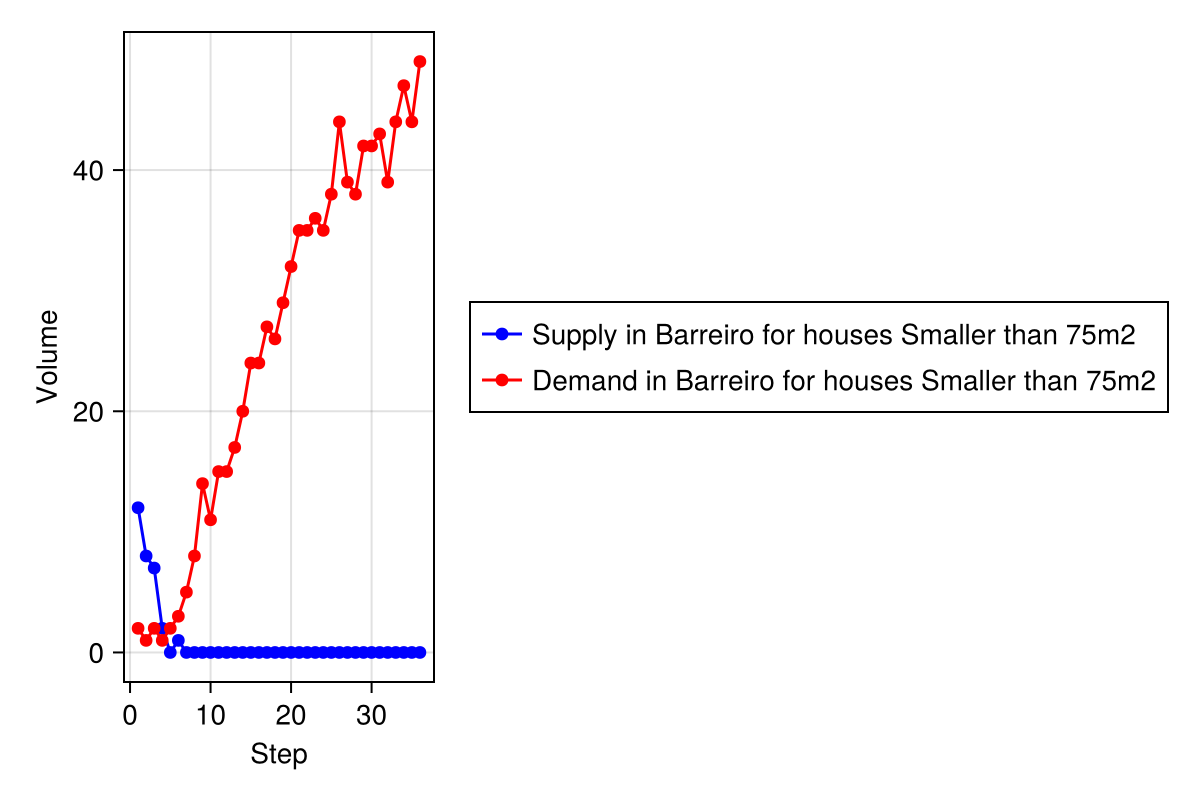 Volume
40
20
0
0 10 20 30
Step
Supply in Barreiro for houses Smaller than 75m2
Demand in Barreiro for houses Smaller than 75m2